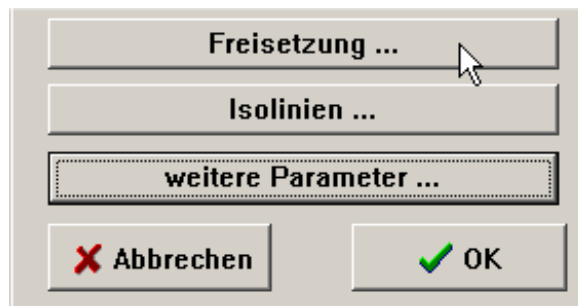 Freisetzung ...
Isolinien ...
weitere Parameter ...
Abbrechen OK